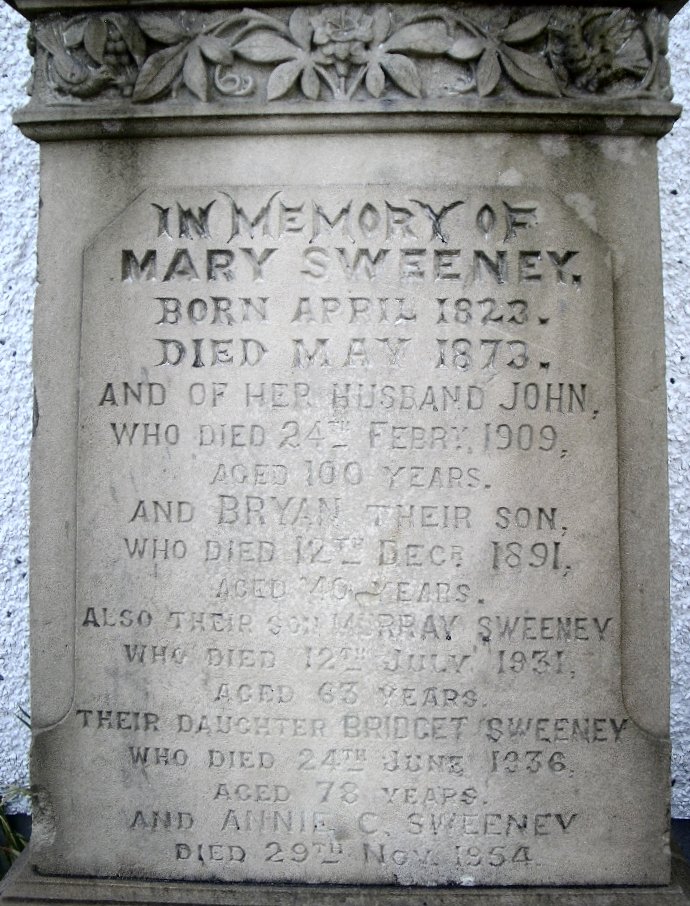 IN MEMORY OF
MARY SWEENEY,
BORN APRIL 1823.
DIED MAY 1873.
AND OF HER HUSBAND JOHN,
WHO DIED 24TH FEBRY. 1909,
AGED 100 YEARS.
AND BRYAN THEIR SON,
WHO DIED 12TH DECR. 1891,
AGED 40 YEARS.
ALSO THEIR SON MURRAY SWEENEY
WHO DIED 12TH JULY 1931,
AGED 63 YEARS.
THEIR DAUGHTER BRIDGET SWEENEY
WHO DIED 24TH JUNE 1936,
AGED 78 YEARS.
AND ANNIE C. SWEENEY
DIED 29TH NOV. 1954.